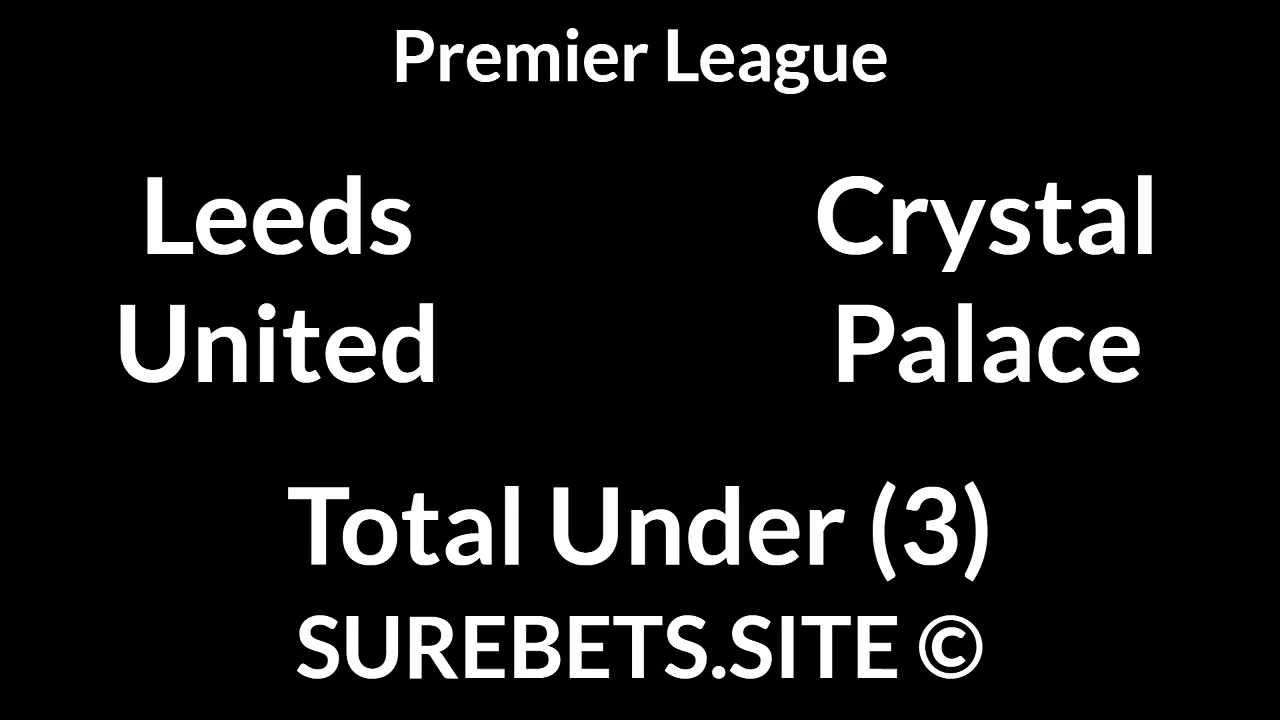 Premier League
Leeds United
Crystal Palace
Total Under (3)
SUREBETS.SITE ©